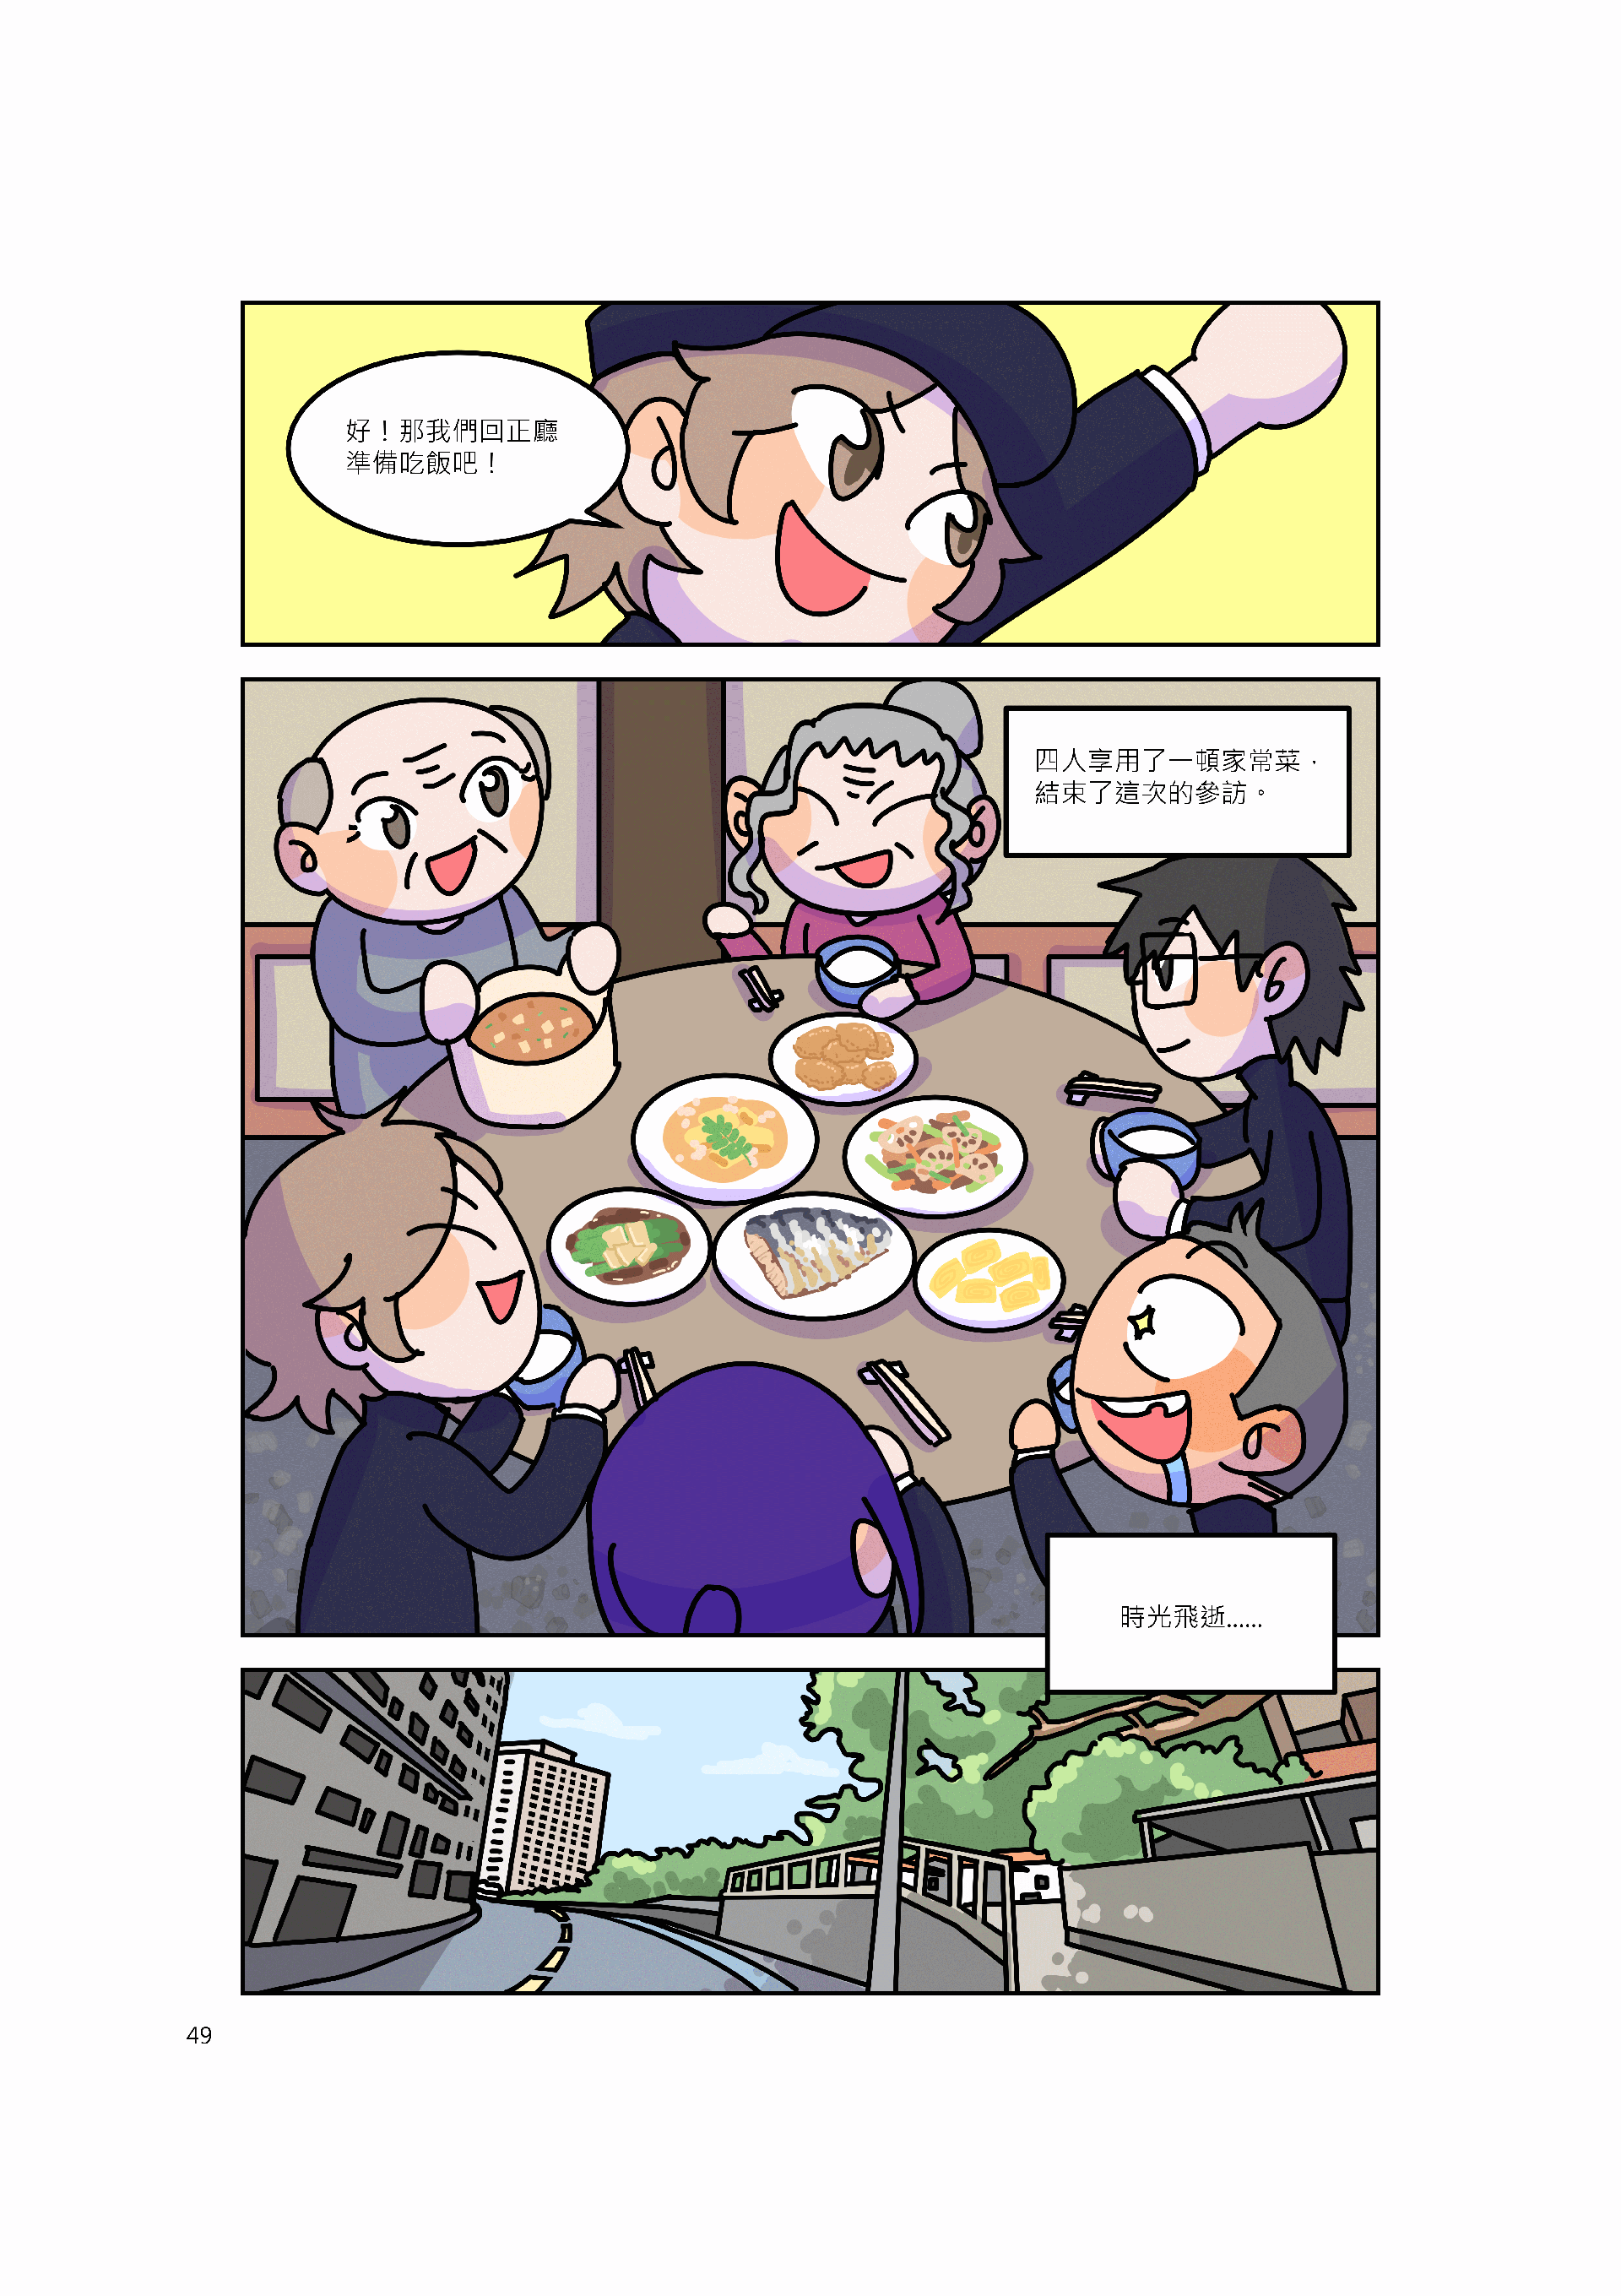 好！那我們回正廳
準備吃飯吧！
四人享用了一頓家常菜，
結束了這次的參訪。
時光飛逝......
49